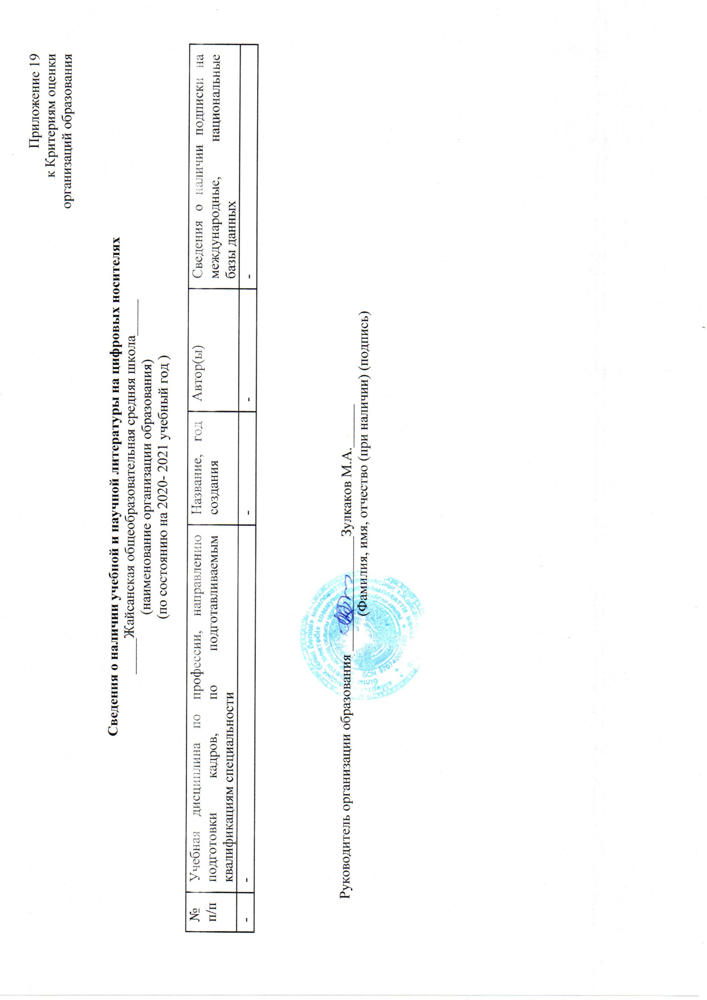 Приложение 19
к Критериям оценки
организаций образования
Сведения о наличии учебной и научной литературы на цифровых носителях
_____Жайсанская общеобразовательная средняя школа_____
(наименование организации образования)
(по состоянию на 2020- 2021 учебный год )
№ п/п
Учебная дисциплина по профессии, направлению
подготовки кадров, по подготавливаемым
квалификациям специальности
Название, год
создания
Автор(ы)
Сведения о наличии подписки на
международные, национальные
базы данных
- - - - -
Руководитель организации образования ________________Зулкаков М.А.______
(Фамилия, имя, отчество (при наличии) (подпись)